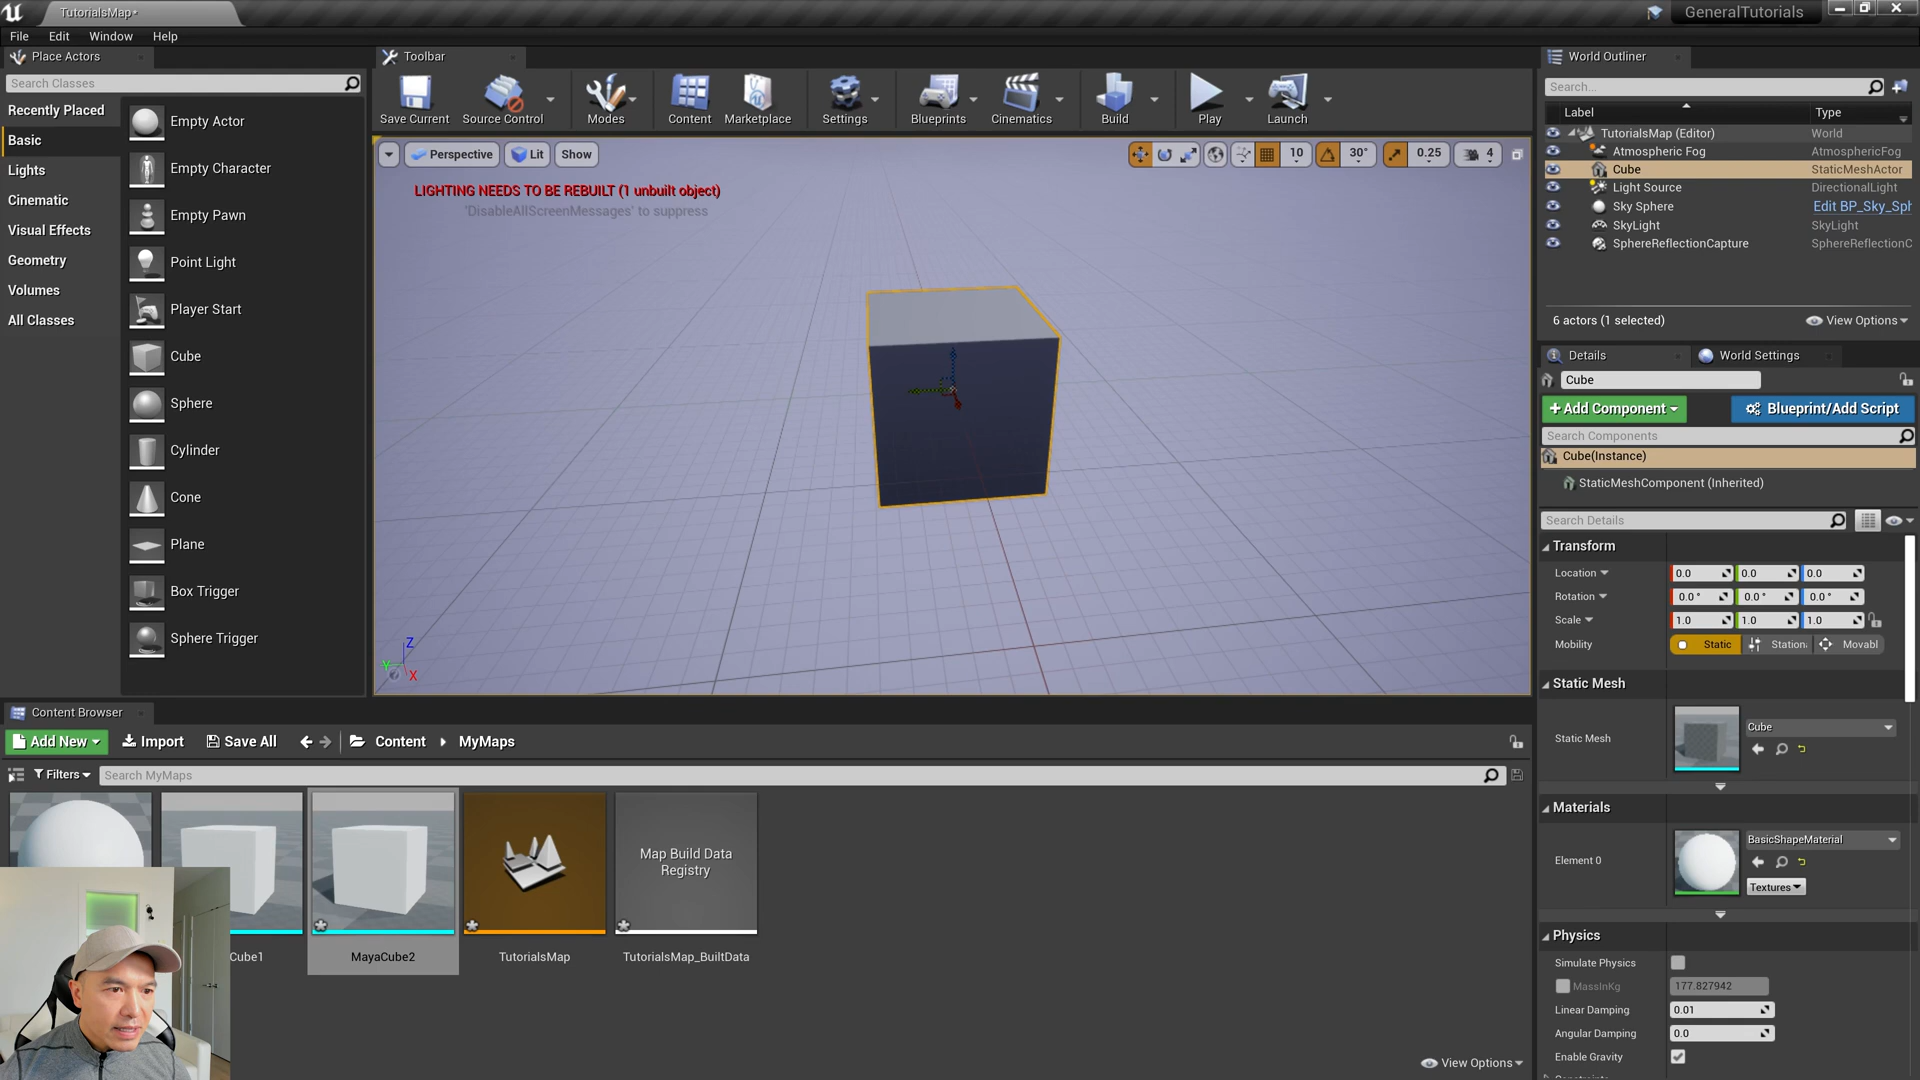 TutorialsMap*
GeneralTutorials
File Edit Window Help
Place Actors
Search Classes
Recently Placed
Basic
Lights
Cinematic
Visual Effects
Geometry
Volumes
All Classes
Empty Actor
Empty Character
Empty Pawn
Point Light
Player Start
Cube
Sphere
Cylinder
Cone
Plane
Box Trigger
Sphere Trigger
Toolbar
Save Current Source Control Modes Content Marketplace Settings Blueprints Cinematics Build Play Launch
Perspective Lit Show 10 30° 0.25 4
LIGHTING NEEDS TO BE REBUILT (1 unbuilt object)
'DisableAllScreenMessages' to suppress
Z
Y
X
World Outliner
Search...
Label Type
TutorialsMap (Editor) World
Atmospheric Fog AtmosphericFog
Cube StaticMeshActor
Light Source DirectionalLight
Sky Sphere Edit BP_Sky_Sph
SkyLight SkyLight
SphereReflectionCapture SphereReflectionC
6 actors (1 selected) View Options
Details World Settings
Cube
+Add Component Blueprint/Add Script
Search Components
Cube(Instance)
StaticMeshComponent (Inherited)
Search Details
Transform
Location 0.0 0.0 0.0
Rotation 0.0° 0.0° 0.0°
Scale 1.0 1.0 1.0
Mobility Static Station Movabl
Static Mesh
Static Mesh Cube
Materials
Element 0 BasicShapeMaterial
Textures
Physics
Simulate Physics
MassInKg 177.827942
Linear Damping 0.01
Angular Damping 0.0
Enable Gravity
Content Browser
Add New Import Save All Content MyMaps
Filters Search MyMaps
Map Build Data
Registry
Cube1 MayaCube2 TutorialsMap TutorialsMap_BuiltData
View Options